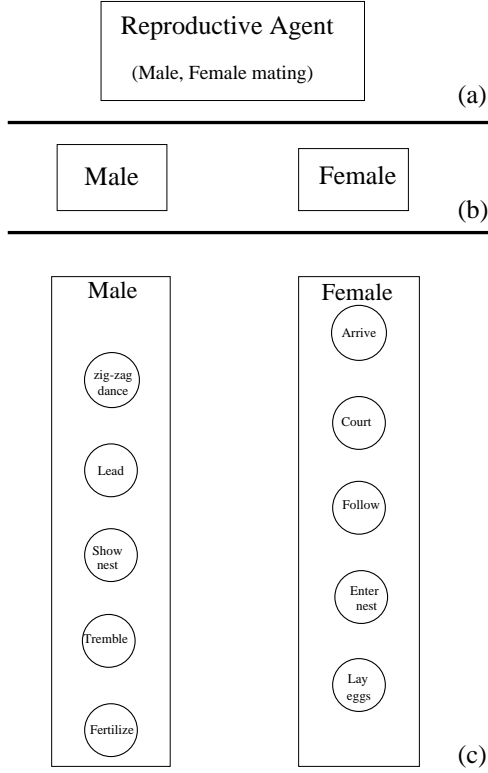 Reproductive Agent
(Male, Female mating)
(a)
Male
Female
(b)
Male
zig-zag
dance
Lead
Show
nest
Tremble
Fertilize
Female
Arrive
Court
Follow
Enter
nest
Lay
eggs
(c)